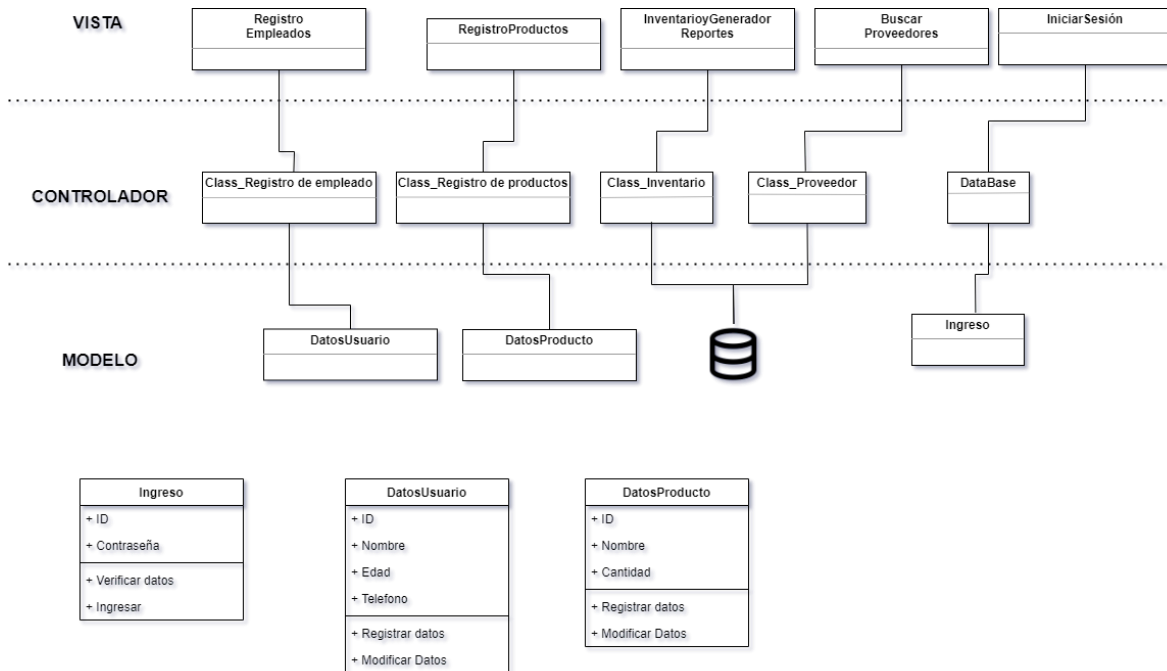 VISTA
Registro
Empleados
RegistroProductos
InventarioyGenerador
Reportes
Buscar
Proveedores
IniciarSesión
CONTROLADOR
Class_Registro de empleado
Class_Registro de productos
Class_Inventario
Class_Proveedor
DataBase
MODELO
DatosUsuario
DatosProducto
Ingreso
Ingreso
+ ID
+ Contraseña
+ Verificar datos
+ Ingresar
DatosUsuario
+ ID
+ Nombre
+ Edad
+ Telefono
+ Registrar datos
+ Modificar Datos
DatosProducto
+ ID
+ Nombre
+ Cantidad
+ Registrar datos
+ Modificar Datos